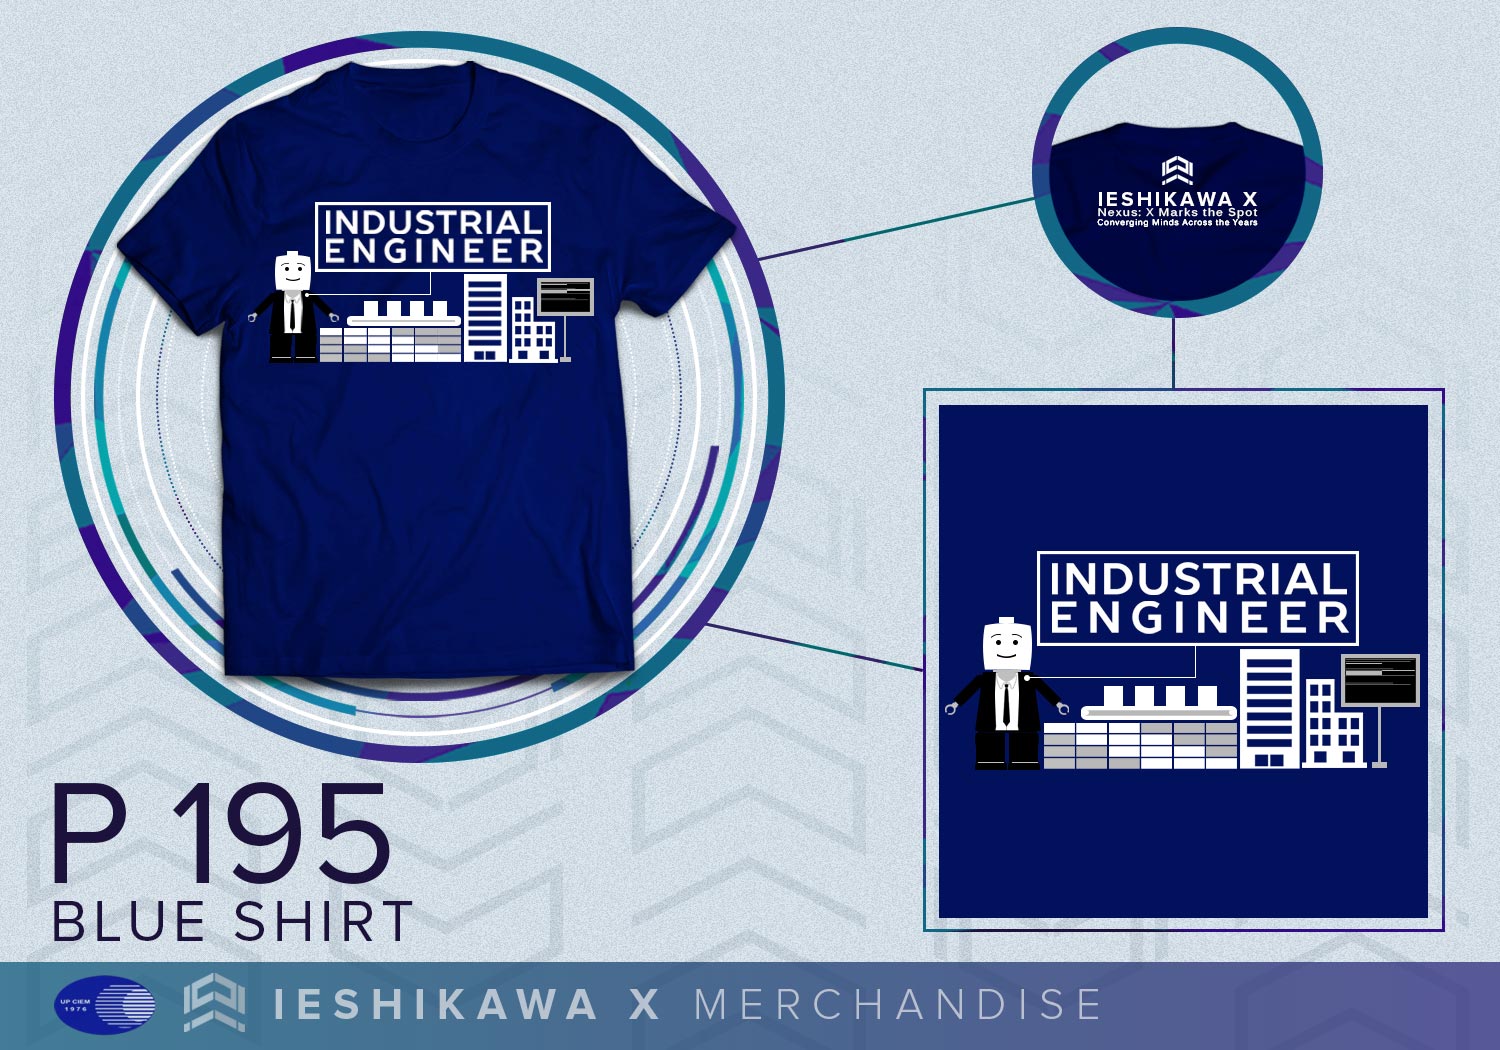 INDUSTRIAL
ENGINEER
IESHIKAWA X
Nexus: X Marks the Spot
Converging Minds Across the Years
INDUSTRIAL
ENGINEER
P 195
BLUE SHIRT
UP CIEM
1976
IESHIKAWA X MERCHANDISE